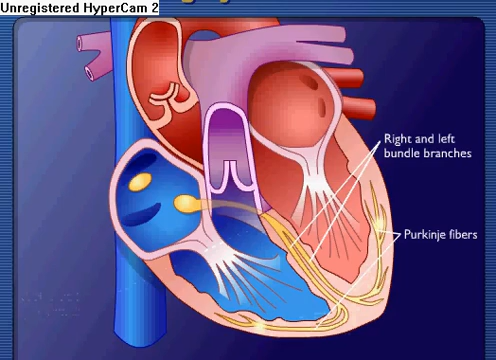 Unregistered HyperCam 2
Right and left
bundle branches
Purkinje fibers